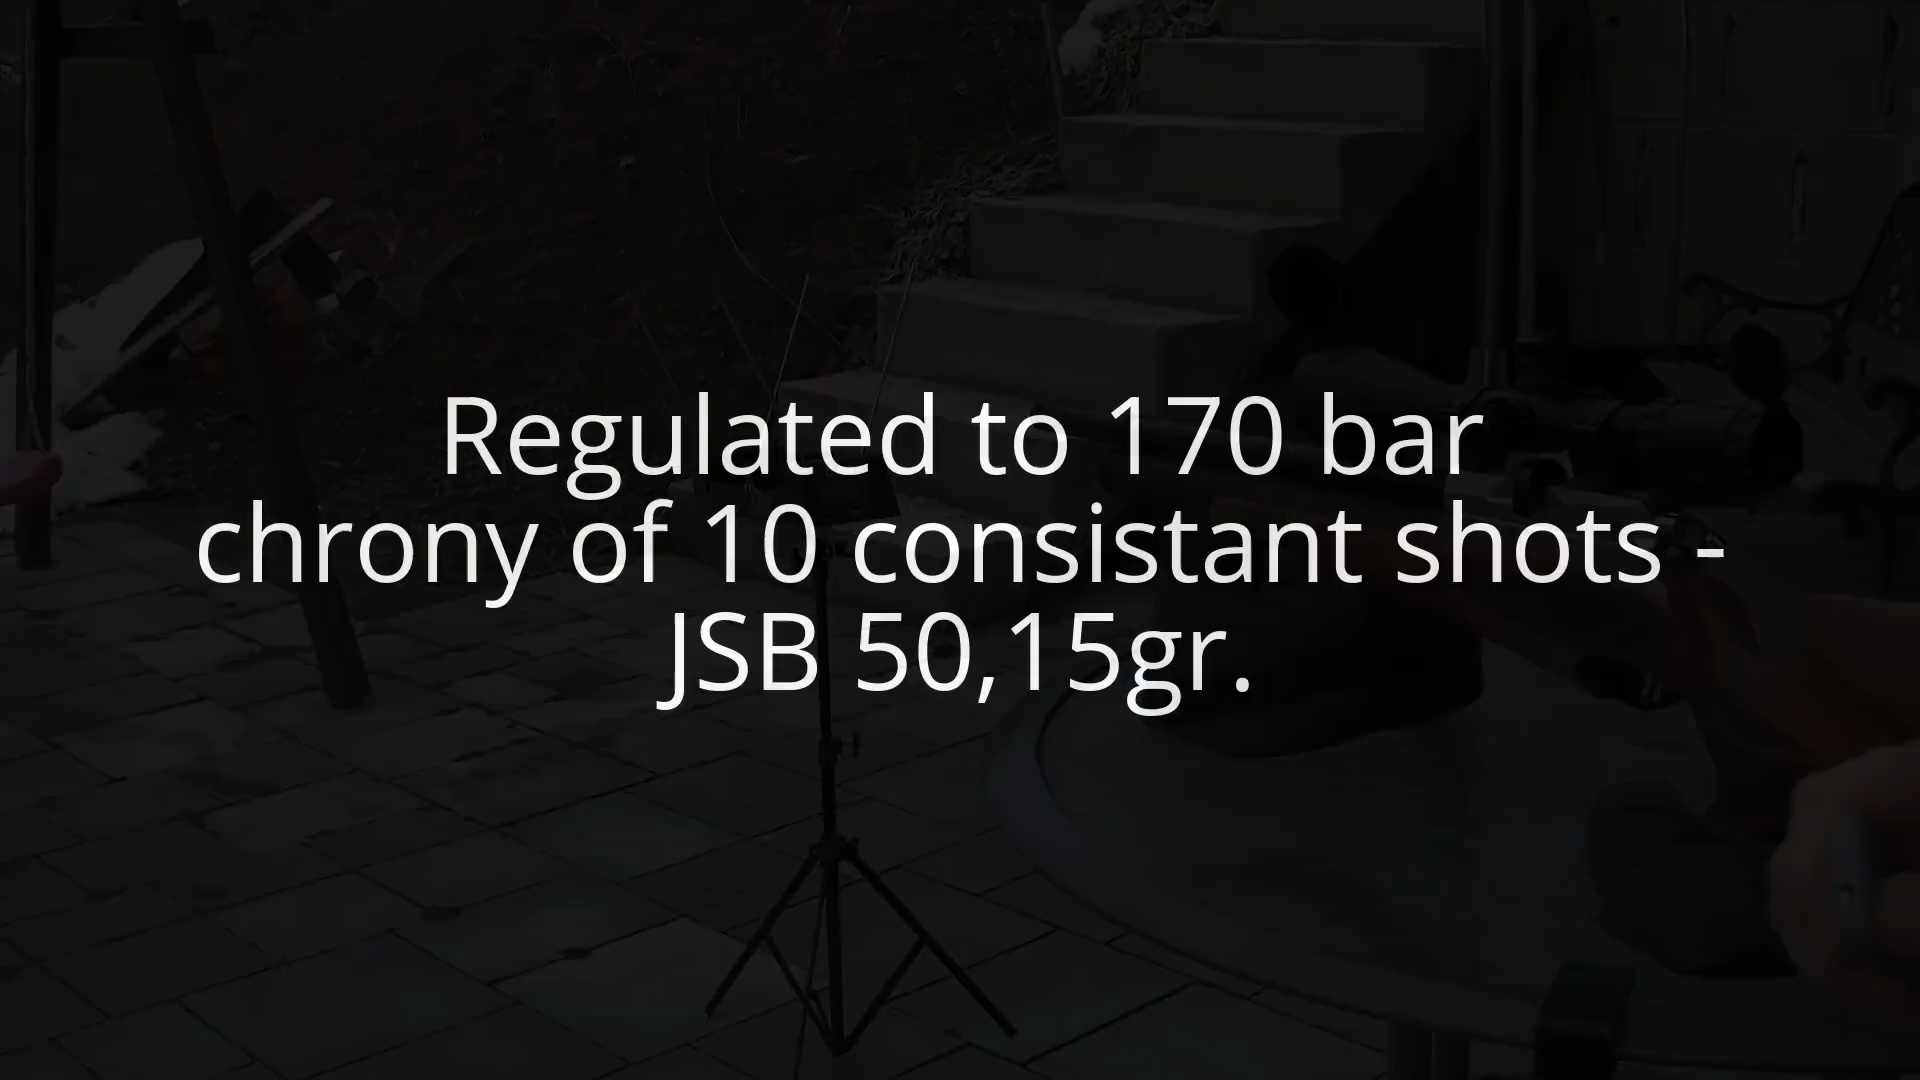 Regulated to 170 bar
chrony of 10 consistant shots -
JSB 50,15gr.